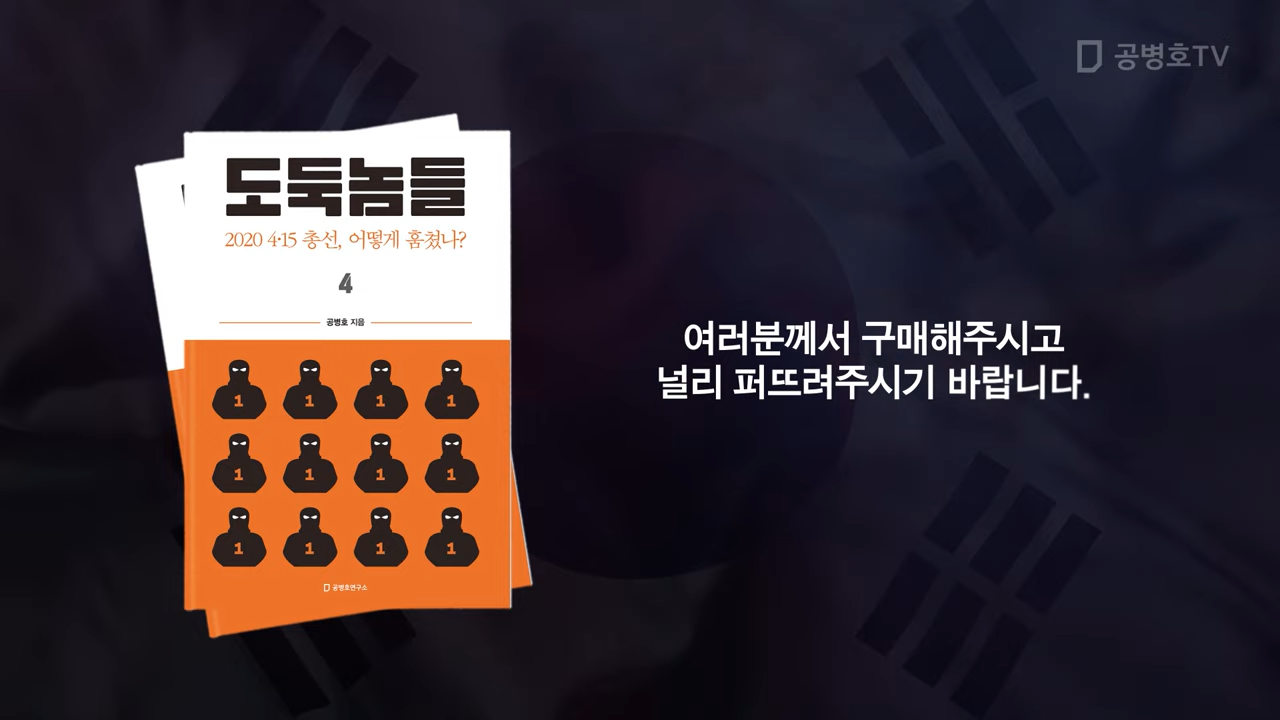 공병호TV
도둑놈들
2020 4·15 총선, 어떻게 훔쳤나?
4
공병호 지음
1 1 1 1
1 1 1 1
1 1 1 1
공병호연구소
여러분께서 구매해주시고
널리 퍼뜨려주시기 바랍니다.